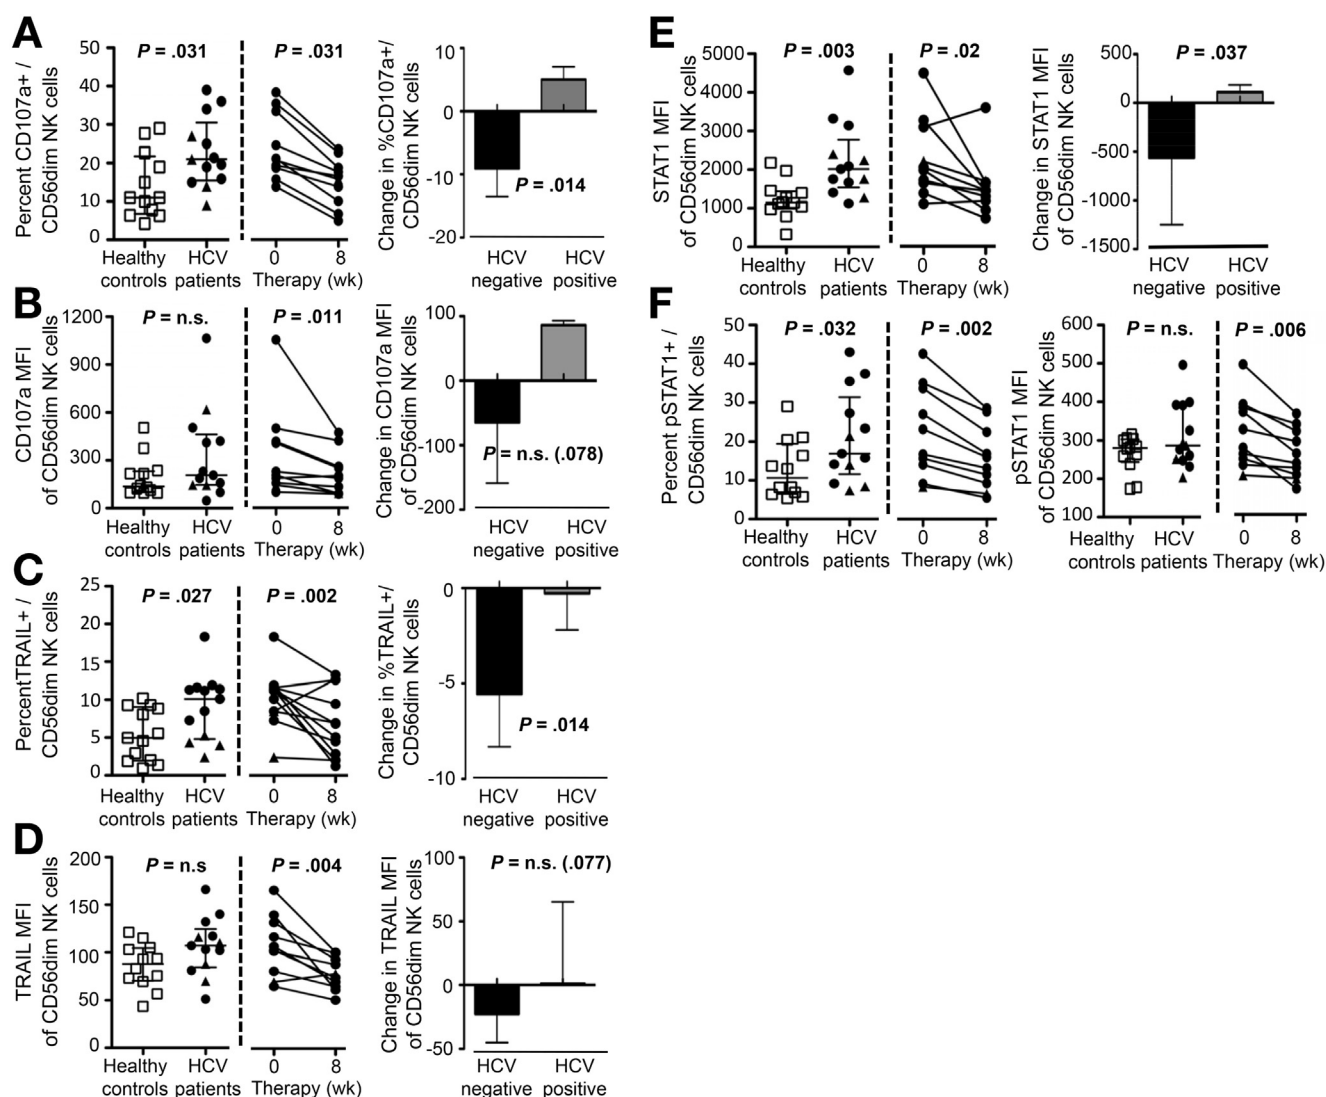 A
Percent CD107a+ /
CD56dim NK cells
50
40
30
20
10
0
P = .031
P = .031
Healthy
controls
HCV
patients
0
8
Therapy (wk)
Change in %CD107a+/
CD56dim NK cells
10
0
-10
-20
P = .014
HCV
negative
HCV
positive
B
CD107a MFI
of CD56dim NK cells
1200
900
600
300
0
P = n.s.
P = .011
Healthy
controls
HCV
patients
0
8
Therapy (wk)
Change in CD107a MFI
of CD56dim NK cells
100
0
-100
-200
P = n.s. (.078)
HCV
negative
HCV
positive
C
PercentTRAIL+ /
CD56dim NK cells
25
20
15
10
5
0
P = .027
P = .002
Healthy
controls
HCV
patients
0
8
Therapy (wk)
Change in %TRAIL+/
CD56dim NK cells
0
-5
-10
P = .014
HCV
negative
HCV
positive
D
TRAIL MFI
of CD56dim NK cells
200
150
100
50
0
P = n.s
P = .004
Healthy
controls
HCV
patients
0
8
Therapy (wk)
Change in TRAIL MFI
of CD56dim NK cells
100
50
0
-50
P = n.s. (.077)
HCV
negative
HCV
positive
E
STAT1 MFI
of CD56dim NK cells
5000
4000
3000
2000
1000
0
P = .003
P = .02
Healthy
controls
HCV
patients
0
8
Therapy (wk)
Change in STAT1 MFI
of CD56dim NK cells
500
0
-500
-1000
-1500
P = .037
HCV
negative
HCV
positive
F
Percent pSTAT1+ /
CD56dim NK cells
50
40
30
20
10
0
P = .032
P = .002
Healthy
controls
HCV
patients
0
8
Therapy (wk)
pSTAT1 MFI
of CD56dim NK cells
600
500
400
300
200
100
P = n.s.
P = .006
Healthy
controls
HCV
patients
0
8
Therapy (wk)